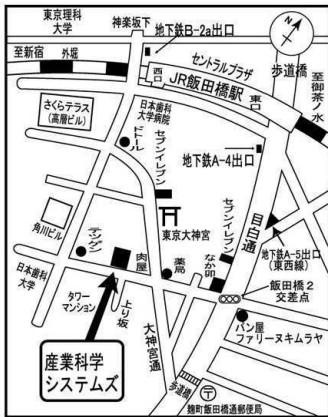 東京理科
大学
神楽坂下
地下鉄B-2a出口
N
至新宿
外堀
セントラルプラザ
歩道橋
西口
JR飯田橋駅
東口
至御茶ノ水
さくらテラス
(高層ビル)
日本歯科
大学病院
ドトール
セブンイレブン
地下鉄A-4出口
目白通
角川ビル
東京大神宮
セブンイレブン
なか卯
地下鉄A-5出口
(東西線)
日本歯科
大学
マンゲン
肉屋
薬局
飯田橋2
交差点
タワー
マンション
上り坂
大神宮通
パン屋
ファリーヌキムラヤ
産業科学
システムズ
歩道橋
〒
麹町飯田橋通郵便局